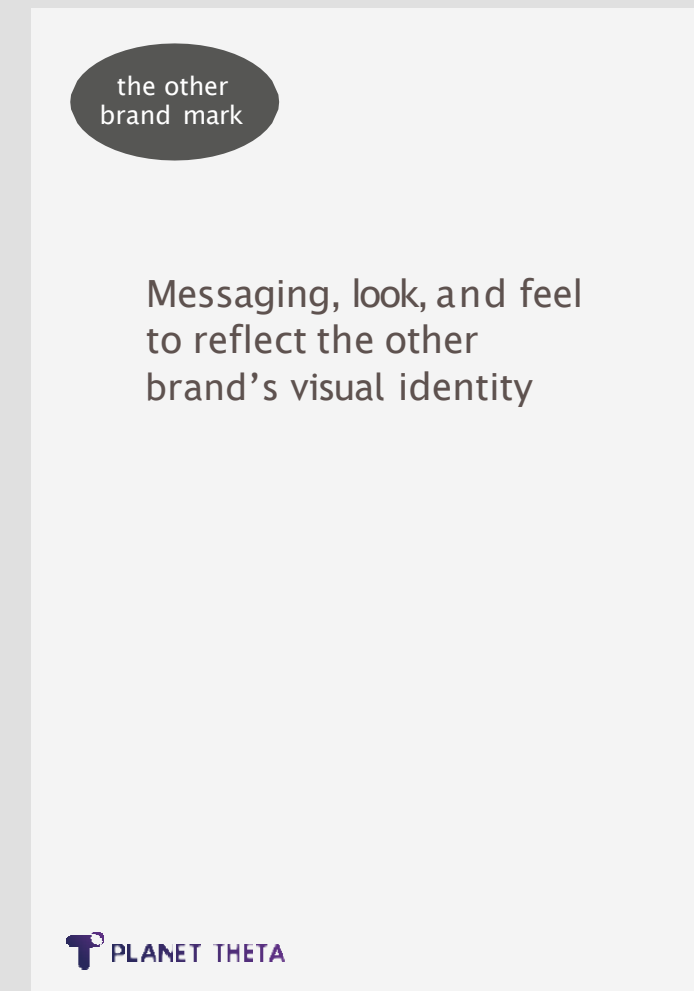 the other
brand mark
Messaging, look, and feel
to reflect the other
brand’s visual identity
PLANET THETA